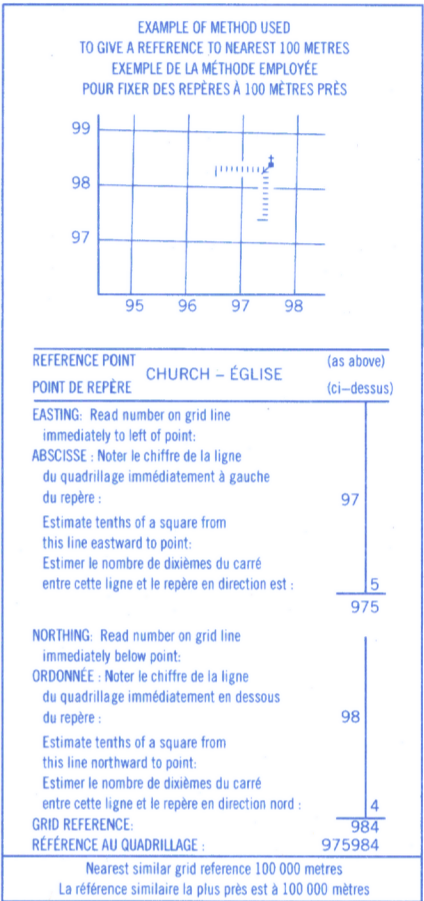 EXAMPLE OF METHOD USED
TO GIVE A REFERENCE TO NEAREST 100 METRES
EXEMPLE DE LA MÉTHODE EMPLOYÉE
POUR FIXER DES REPÈRES À 100 MÈTRES PRÈS
99
98
97
95 96 97 98
REFERENCE POINT (as above)
CHURCH – ÉGLISE
POINT DE REPÈRE (ci–dessus)
EASTING: Read number on grid line
immediately to left of point:
ABSCISSE : Noter le chiffre de la ligne
du quadrillage immédiatement à gauche
du repère : 97
Estimate tenths of a square from
this line eastward to point:
Estimer le nombre de dixièmes du carré
entre cette ligne et le repère en direction est : 5
975
NORTHING: Read number on grid line
immediately below point:
ORDONNÉE : Noter le chiffre de la ligne
du quadrillage immédiatement en dessous
du repère : 98
Estimate tenths of a square from
this line northward to point:
Estimer le nombre de dixièmes du carré
entre cette ligne et le repère en direction nord : 4
GRID REFERENCE: 984
RÉFÉRENCE AU QUADRILLAGE : 975984
Nearest similar grid reference 100 000 metres
La référence similaire la plus près est à 100 000 mètres